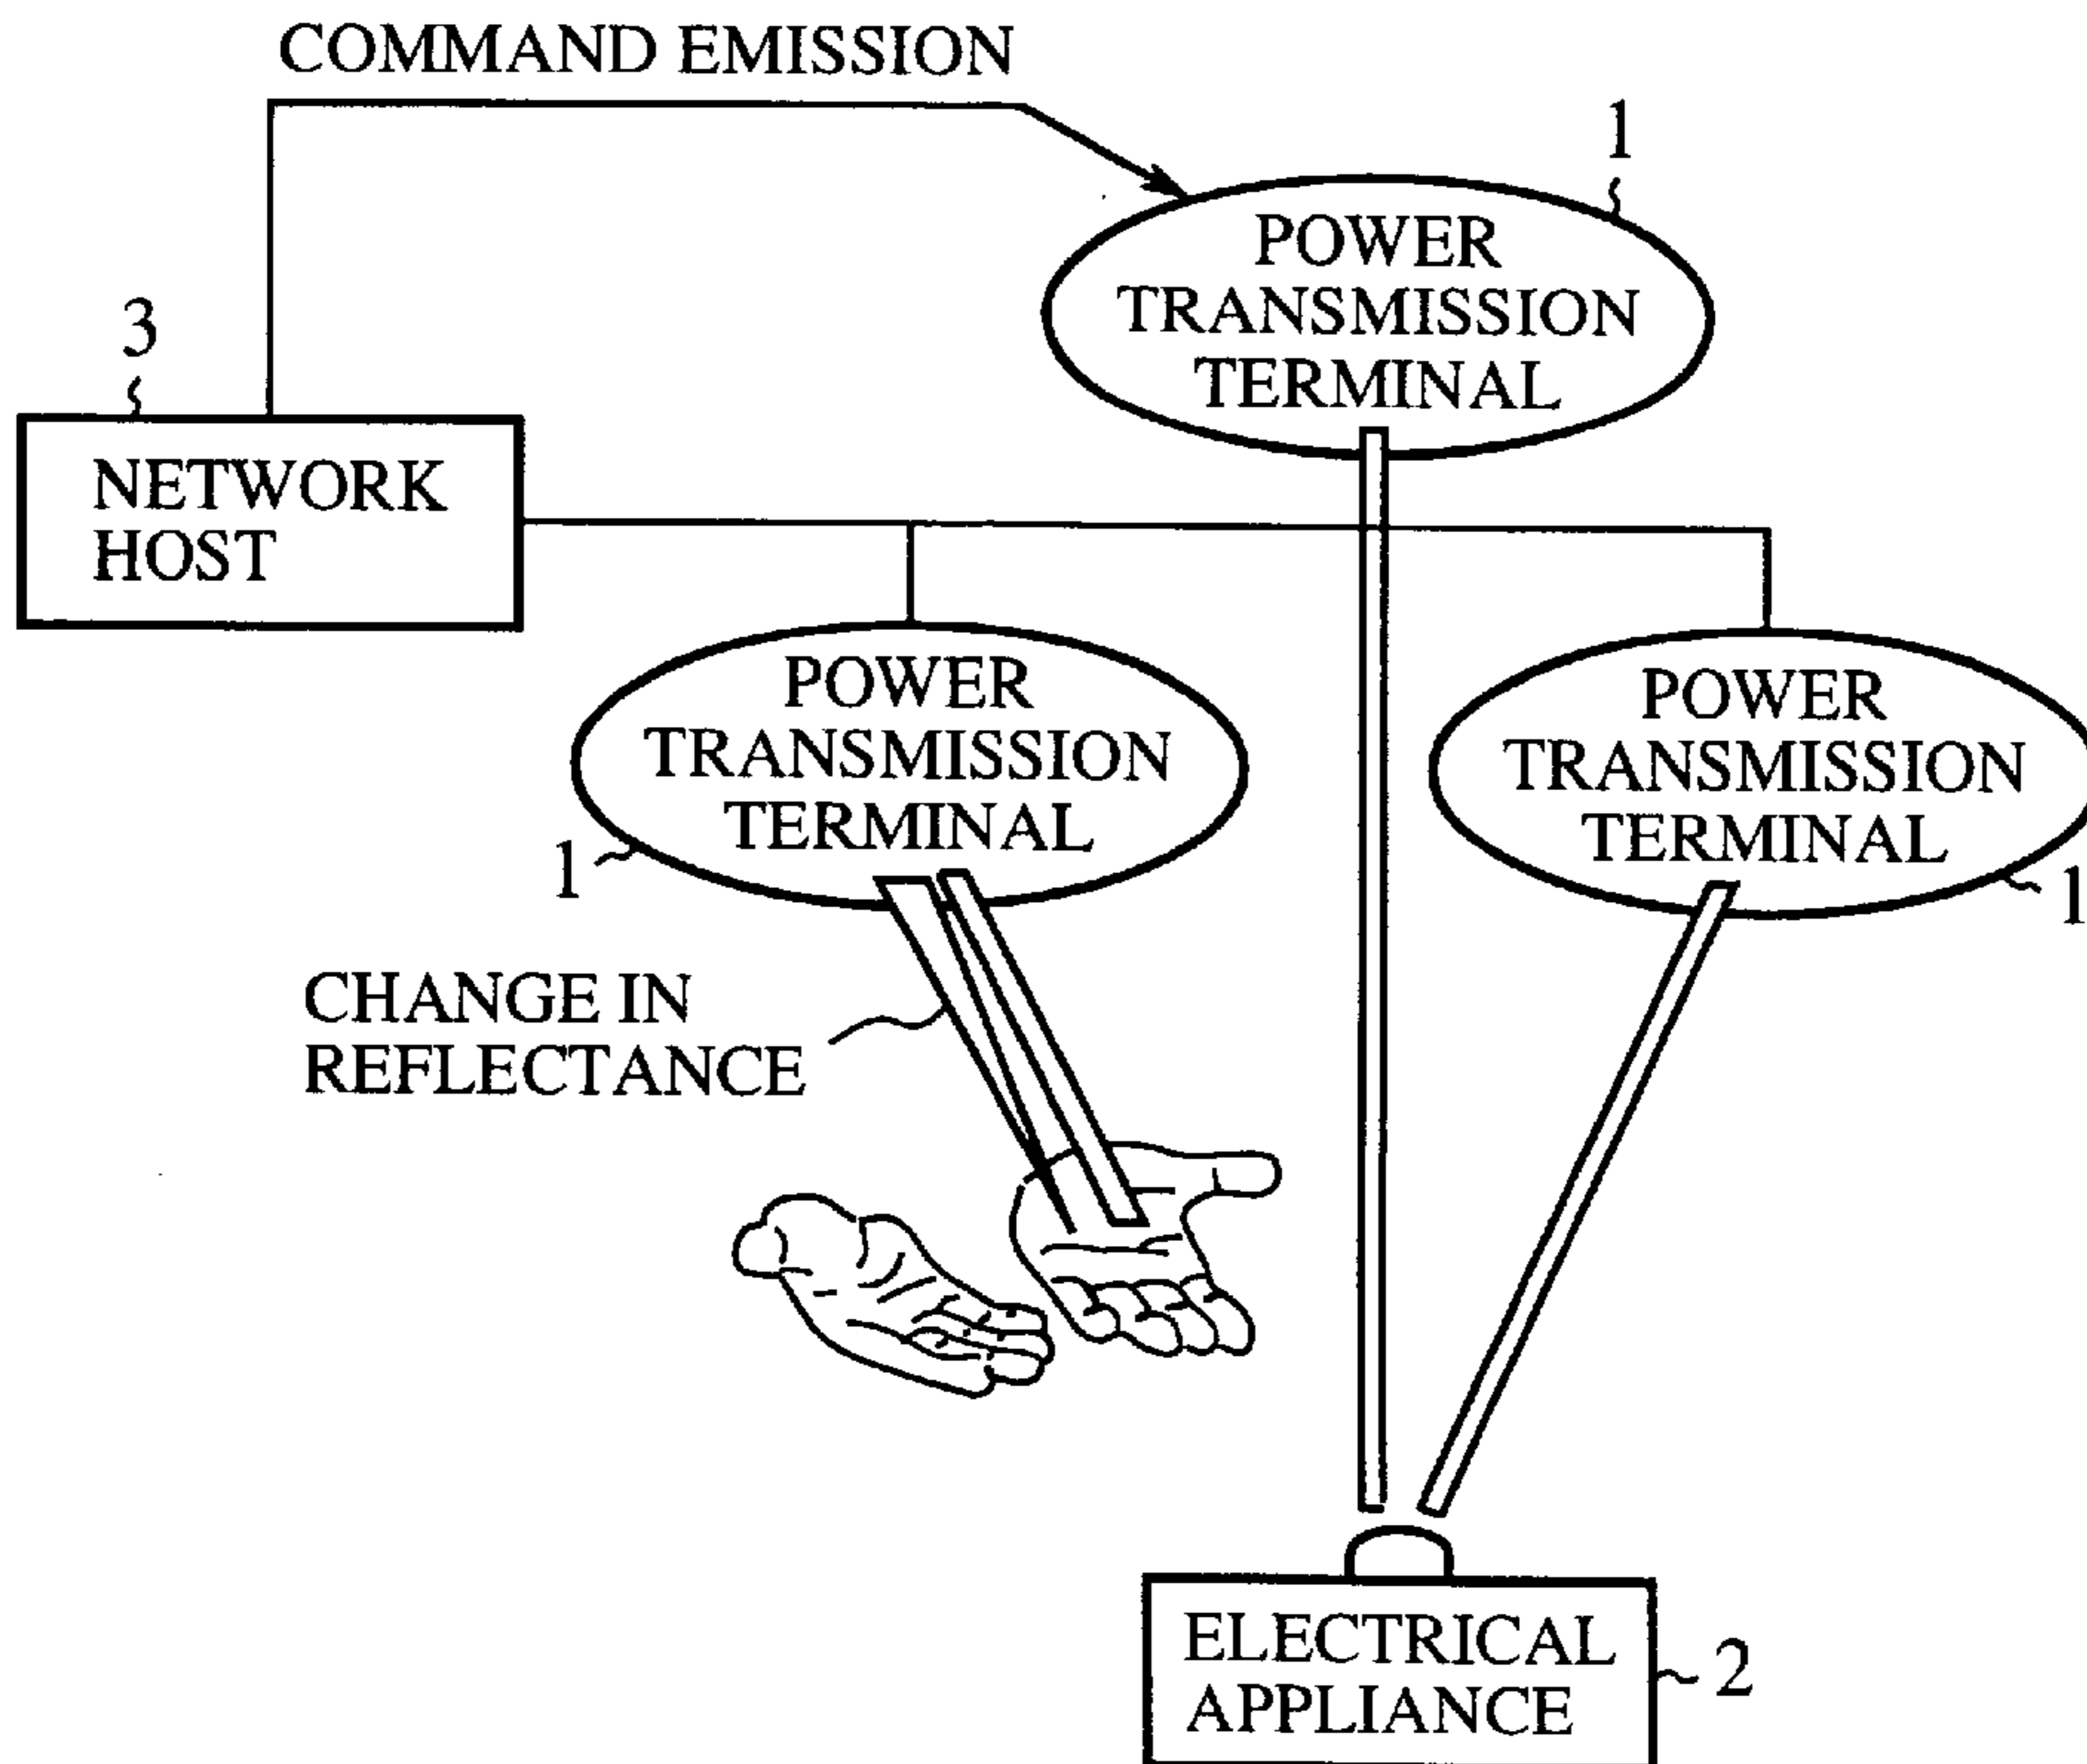 COMMAND EMISSION
1
POWER
TRANSMISSION
TERMINAL
3
NETWORK
HOST
POWER
TRANSMISSION
TERMINAL
1
POWER
TRANSMISSION
TERMINAL
1
CHANGE IN
REFLECTANCE
ELECTRICAL
APPLIANCE
2